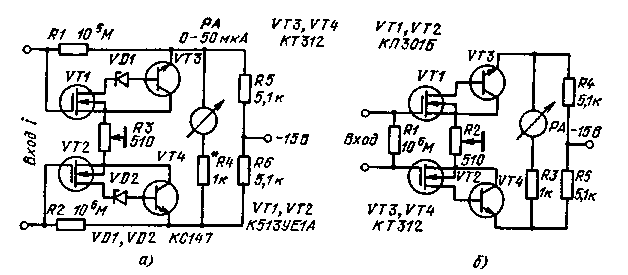 PA
0-50 мкА
VT3, VT4
КТ312
VT1, VT2
КП301Б
R1 10⁵М
VD1
VT3
VT1
R5
5,1к
R3
510
Вход i
-15В
VT2
VD2
VT4
*R4
1к
R6
5,1к
R2 10⁶М
VD1, VD2 КС147
VT1, VT2
К513УЕ1А
а)
VT3
VT1
R4
5,1к
Вход
R1
10⁶М
R2
510
PA
-15В
VT2
VT4
R3
1к
R5
5,1к
VT3, VT4
КТ312
б)